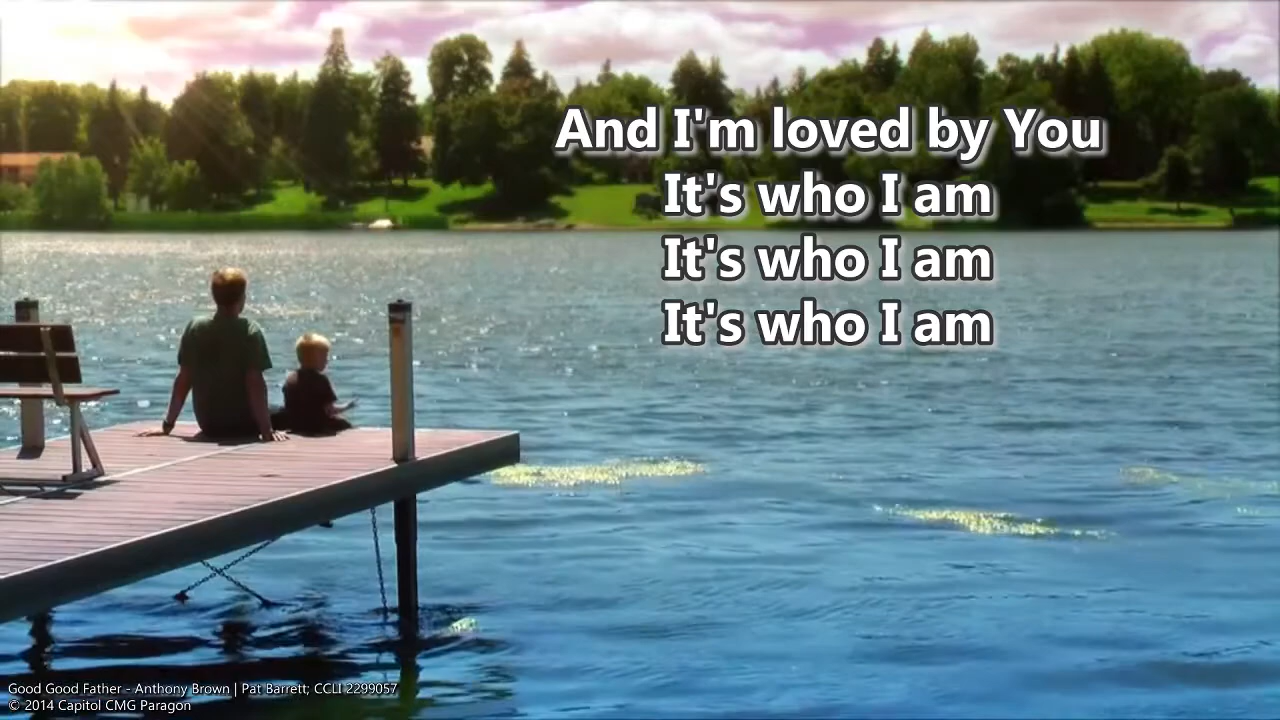 And I'm loved by You
It's who I am
It's who I am
It's who I am
Good Good Father - Anthony Brown | Pat Barrett; CCLI 2299057
© 2014 Capitol CMG Paragon